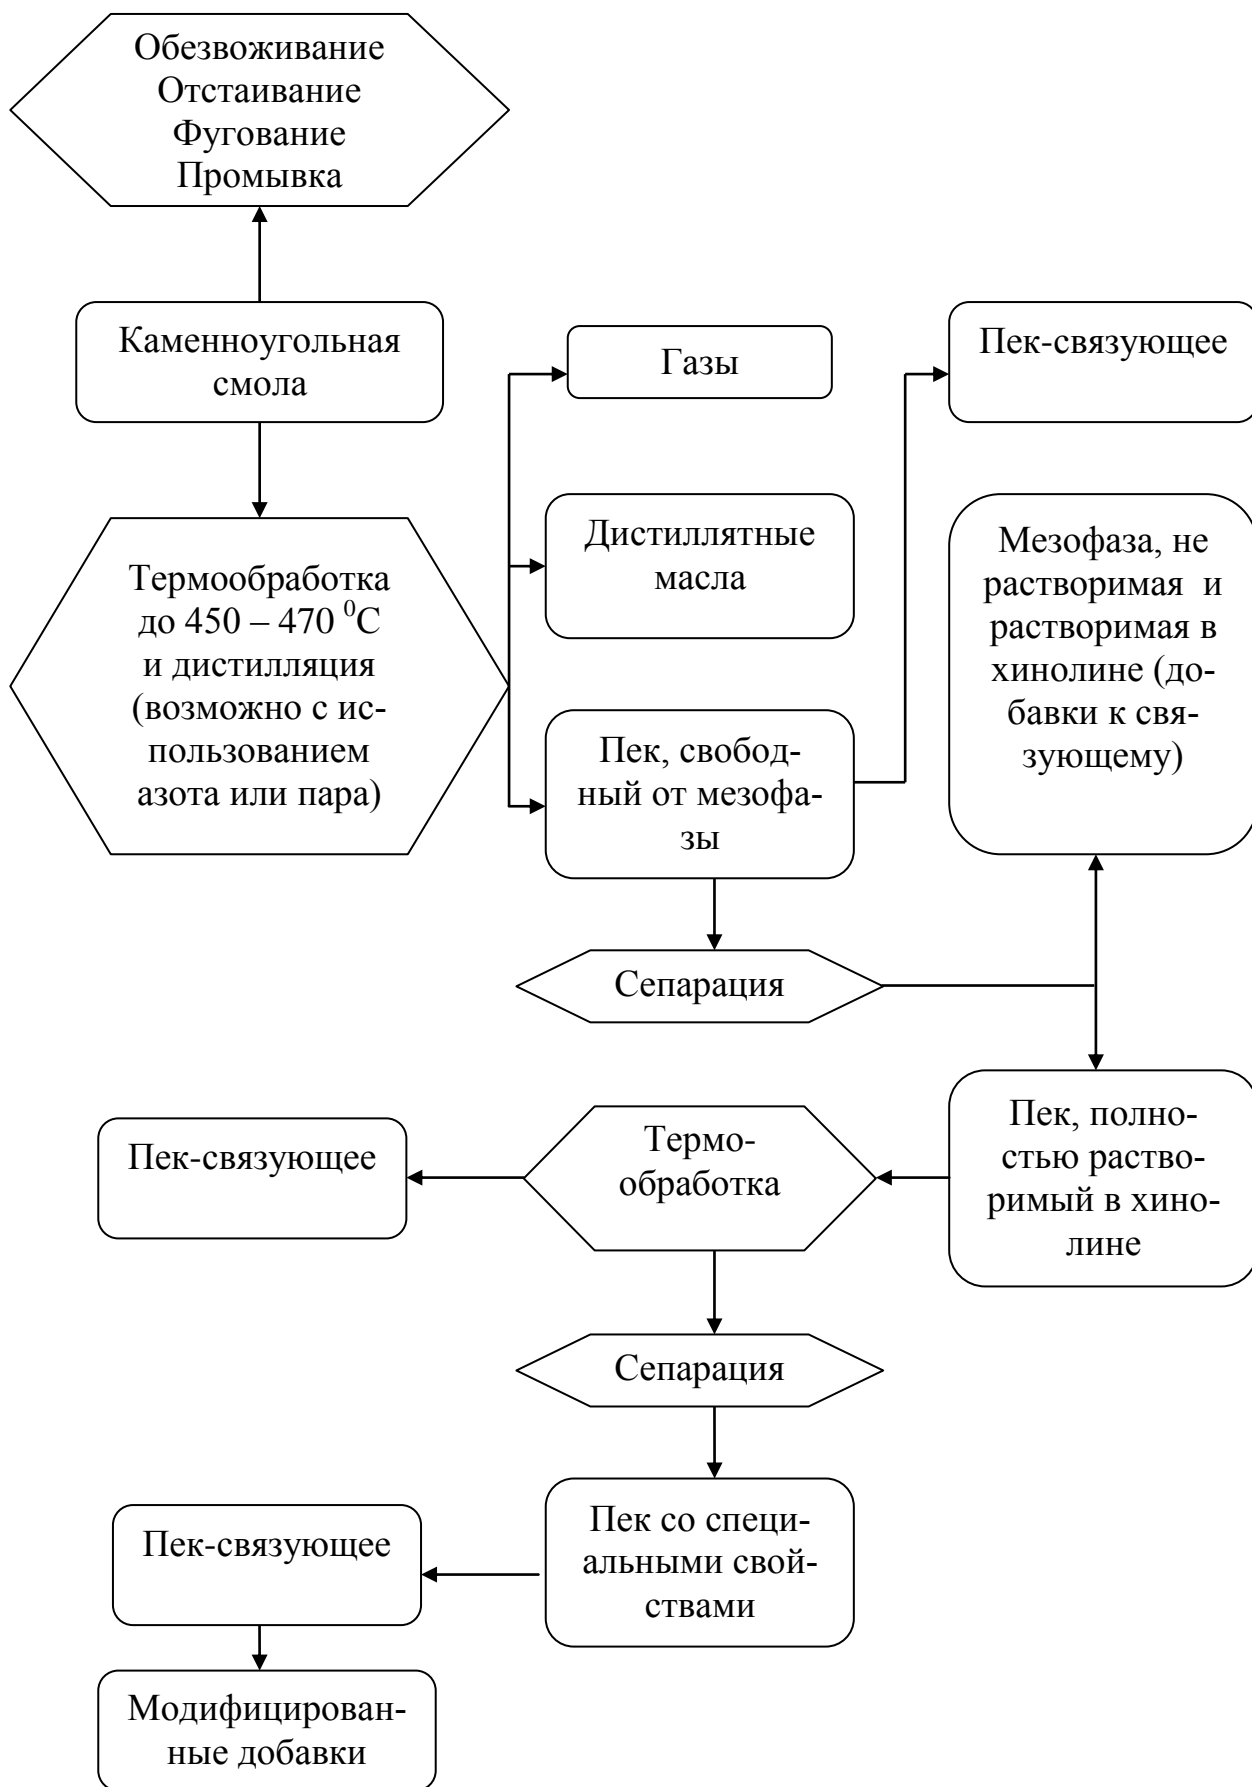 Обезвоживание
Отстаивание
Фугование
Промывка
Каменноугольная
смола
Газы
Пек-связующее
Дистиллятные
масла
Мезофаза, не
растворимая и
растворимая в
хинолине (до-
бавки к свя-
зующему)
Термообработка
до 450 – 470 ⁰С
и дистилляция
(возможно с ис-
пользованием
азота или пара)
Пек, свобод-
ный от мезофа-
зы
Сепарация
Пек, полно-
стью раство-
римый в хино-
лине
Термо-
обработка
Пек-связующее
Сепарация
Пек со специ-
альными свой-
ствами
Пек-связующее
Модифицирован-
ные добавки